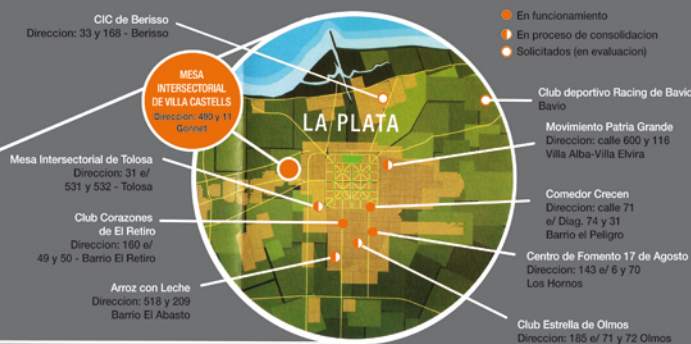 CIC de Berisso
Direccion: 33 y 168 - Berisso
MESA
INTERSECTORIAL
DE VILLA CASTELLS
Direccion: 490 y 11
Gonnet
Mesa Intersectorial de Tolosa
Direccion: 31 e/
531 y 532 - Tolosa
Club Corazones
de El Retiro
Direccion: 160 e/
49 y 50 - Barrio El Retiro
Arroz con Leche
Direccion: 518 y 209
Barrio El Abasto
LA PLATA
En funcionamiento
En proceso de consolidacion
Solicitados (en evaluacion)
Club deportivo Racing de Bavio
Bavio
Movimiento Patria Grande
Direccion: calle 600 y 116
Villa Alba-Villa Elvira
Comedor Crecen
Direccion: calle 71
e/ Diag. 74 y 31
Barrio el Peligro
Centro de Fomento 17 de Agosto
Direccion: 143 e/ 6 y 70
Los Hornos
Club Estrella de Olmos
Direccion: 185 e/ 71 y 72 Olmos